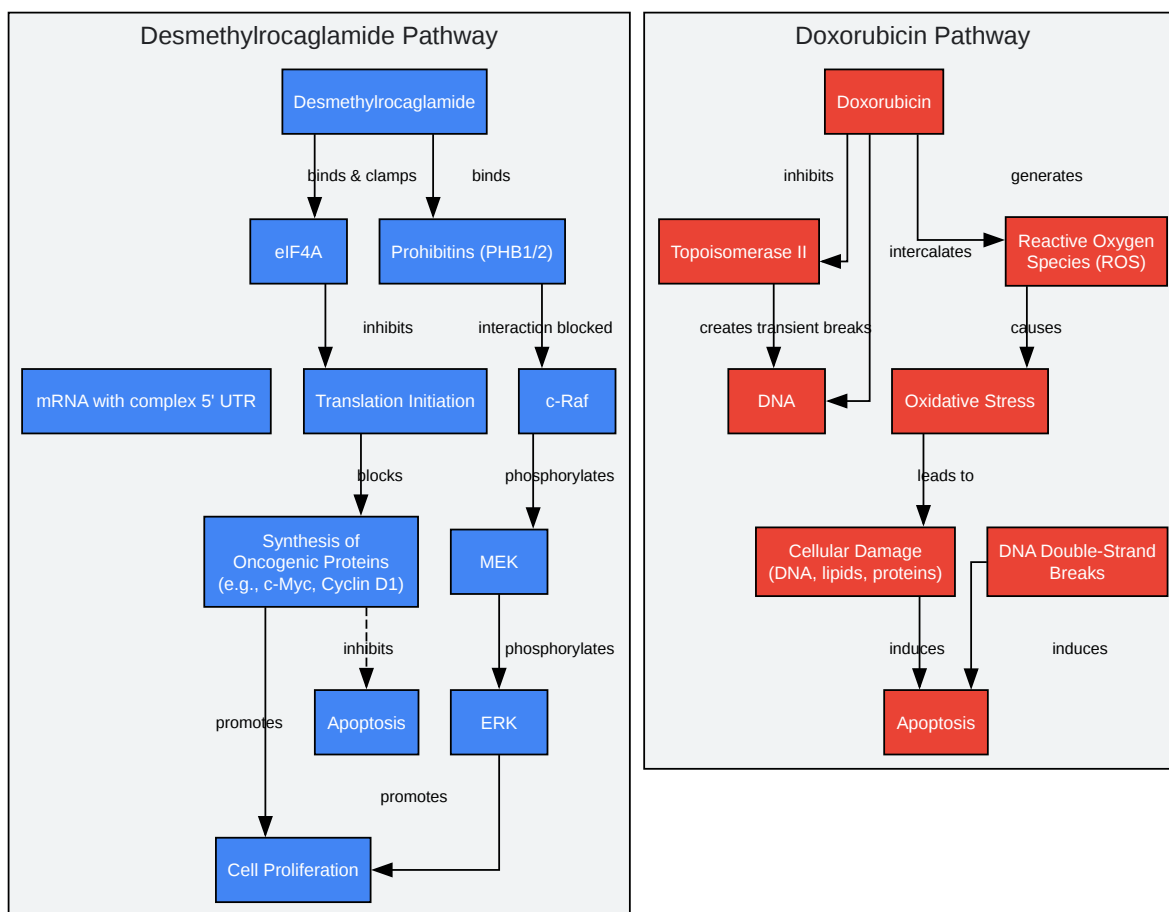 Desmethylrocaglamide Pathway
Desmethylrocaglamide
binds & clamps
binds
eIF4A
Prohibitins (PHB1/2)
inhibits
interaction blocked
mRNA with complex 5' UTR
Translation Initiation
c-Raf
blocks
phosphorylates
Synthesis of
Oncogenic Proteins
(e.g., c-Myc, Cyclin D1)
MEK
inhibits
phosphorylates
promotes
Apoptosis
ERK
promotes
Cell Proliferation
Doxorubicin Pathway
Doxorubicin
inhibits
generates
Topoisomerase II
intercalates
Reactive Oxygen
Species (ROS)
creates transient breaks
causes
DNA
Oxidative Stress
leads to
Cellular Damage
(DNA, lipids, proteins)
DNA Double-Strand
Breaks
induces
induces
Apoptosis